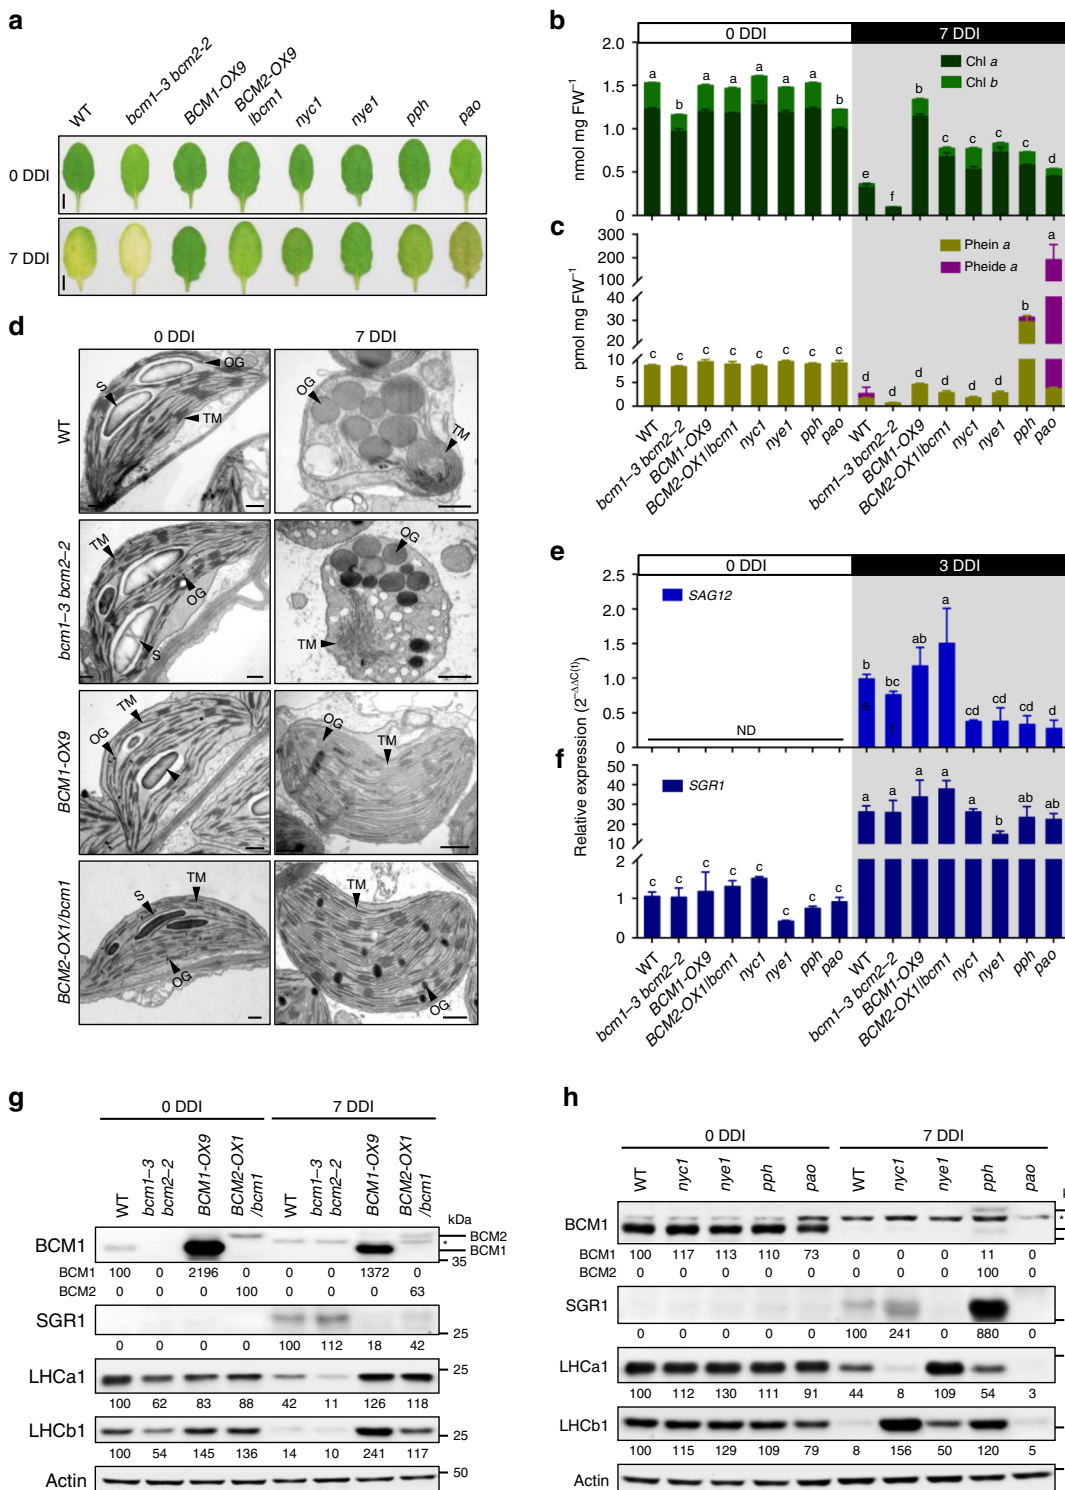 a
WT
bcm1–3 bcm2-2
BCM1-OX9
BCM2-OX9
/bcm1
nyc1
nye1
pph
pao
0 DDI
7 DDI
b
0 DDI
7 DDI
Chl a
Chl b
nmol mg FW⁻¹
2.0
1.5
1.0
0.5
0
a b a a a a a b
e f b c c c c d
c
Phein a
Pheide a
pmol mg FW⁻¹
300
200
100
40
30
20
10
5
0
c c c c c c c c
d d d d d d b a
WT
bcm1–3 bcm2–2
BCM1-OX9
BCM2-OX1/bcm1
nyc1
nye1
pph
pao
WT
bcm1–3 bcm2–2
BCM1-OX9
BCM2-OX1/bcm1
nyc1
nye1
pph
pao
d
0 DDI
7 DDI
WT
S
OG
TM
OG
TM
bcm1–3 bcm2–2
TM
OG
S
OG
TM
BCM1-OX9
TM
OG
OG
TM
BCM2-OX1/bcm1
S
TM
OG
TM
OG
e
0 DDI
3 DDI
SAG12
2.5
2.0
1.5
1.0
0.5
0
ND
b bc ab a cd cd cd d
Relative expression (2^−ΔΔC(t))
f
SGR1
50
40
30
20
10
2
1
0
c c c c c c c c
a a a a a b ab ab
WT
bcm1–3 bcm2–2
BCM1-OX9
BCM2-OX1/bcm1
nyc1
nye1
pph
pao
WT
bcm1–3 bcm2–2
BCM1-OX9
BCM2-OX1/bcm1
nyc1
nye1
pph
pao
g
0 DDI
7 DDI
WT
bcm1–3
bcm2–2
BCM1-OX9
BCM2-OX1
/bcm1
WT
bcm1–3
bcm2–2
BCM1-OX9
BCM2-OX1
/bcm1
kDa
BCM1
BCM2
*
BCM1
35
BCM1 100 0 2196 0 0 0 1372 0
BCM2 0 0 0 100 0 0 0 63
SGR1
25
0 0 0 0 100 112 18 42
LHCa1
25
100 62 83 88 42 11 126 118
LHCb1
25
100 54 145 136 14 10 241 117
Actin
50
h
0 DDI
7 DDI
WT
nyc1
nye1
pph
pao
WT
nyc1
nye1
pph
pao
BCM1
*
BCM1 100 117 113 110 73 0 0 0 11 0
BCM2 0 0 0 0 0 0 0 0 100 0
SGR1
0 0 0 0 0 100 241 0 880 0
LHCa1
100 112 130 111 91 44 8 109 54 3
LHCb1
100 115 129 109 79 8 156 50 120 5
Actin